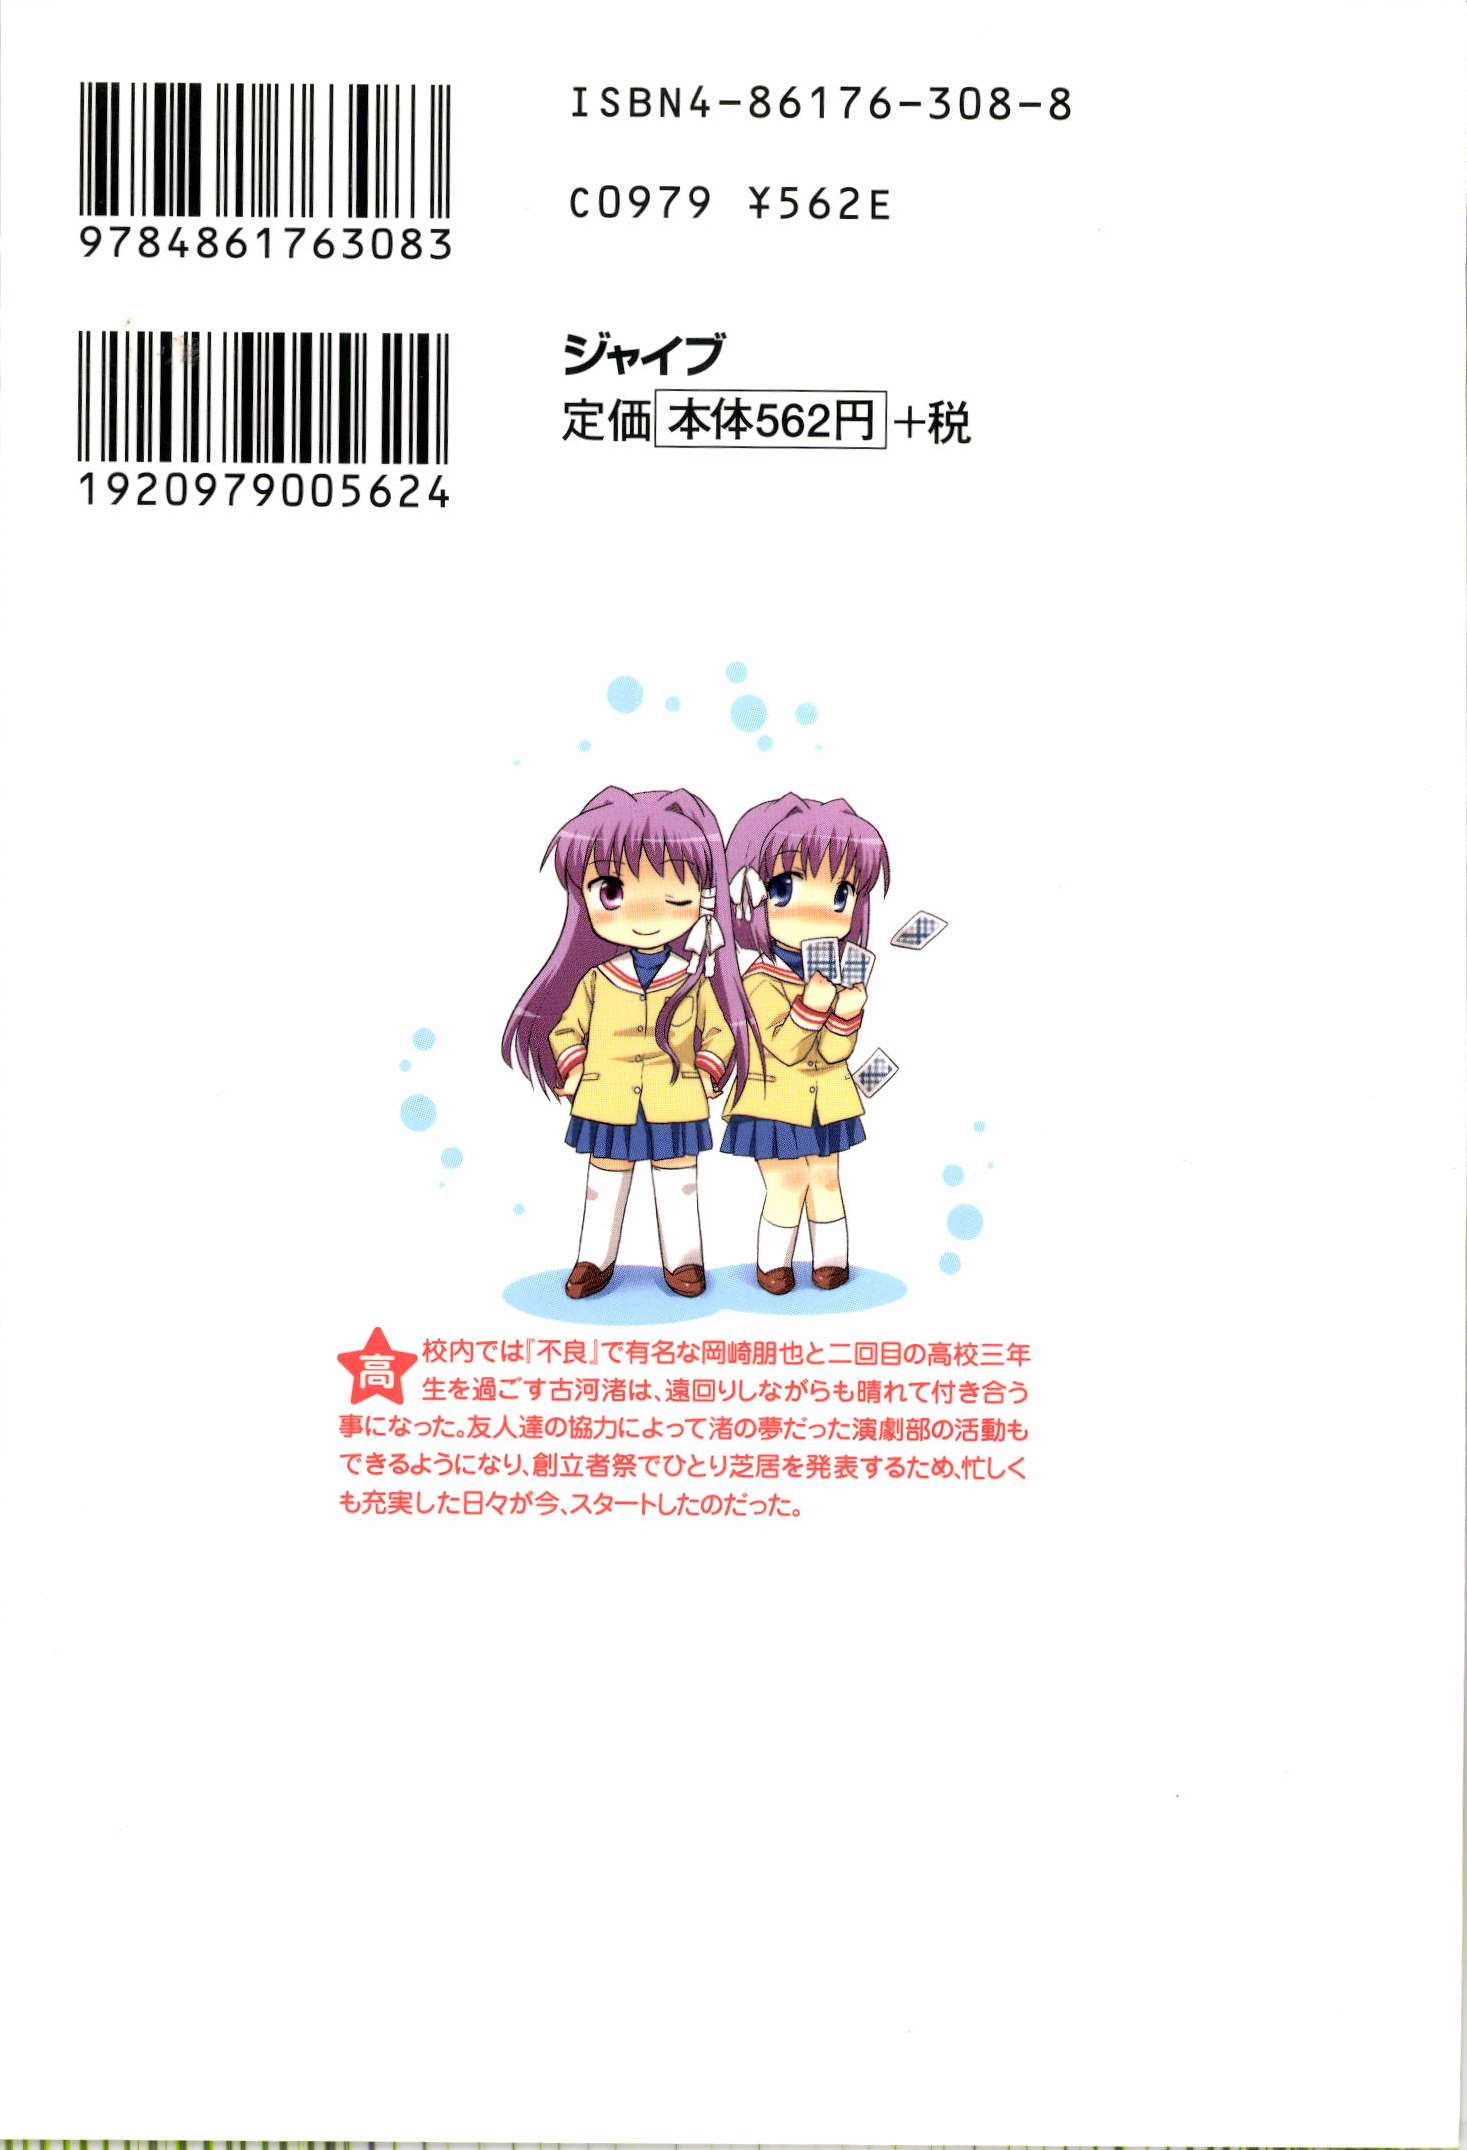 ISBN4-86176-308-8
9784861763083
C0979 ¥562E
ジャイブ
定価 本体562円 +税
1920979005624
高校内では『不良』で有名な岡崎朋也と二回目の高校三年
生を過ごす古河渚は、遠回りしながらも晴れて付き合う
事になった。友人達の協力によって渚の夢だった演劇部の活動も
できるようになり、創立者祭でひとり芝居を発表するため、忙しく
も充実した日々が今、スタートしたのだった。